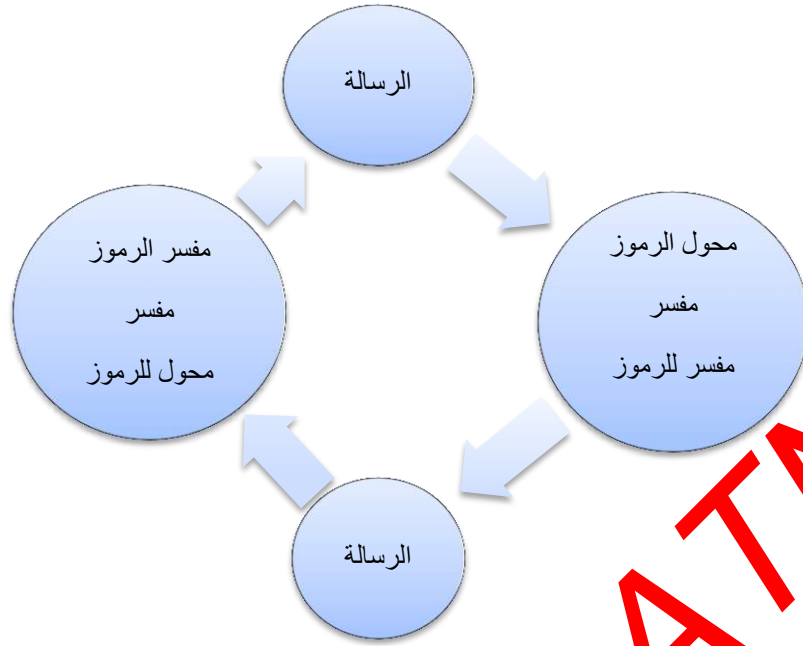 الرسالة
محول الرموز
مفسر
مفسر للرموز
مفسر الرموز
مفسر
محول للرموز
الرسالة